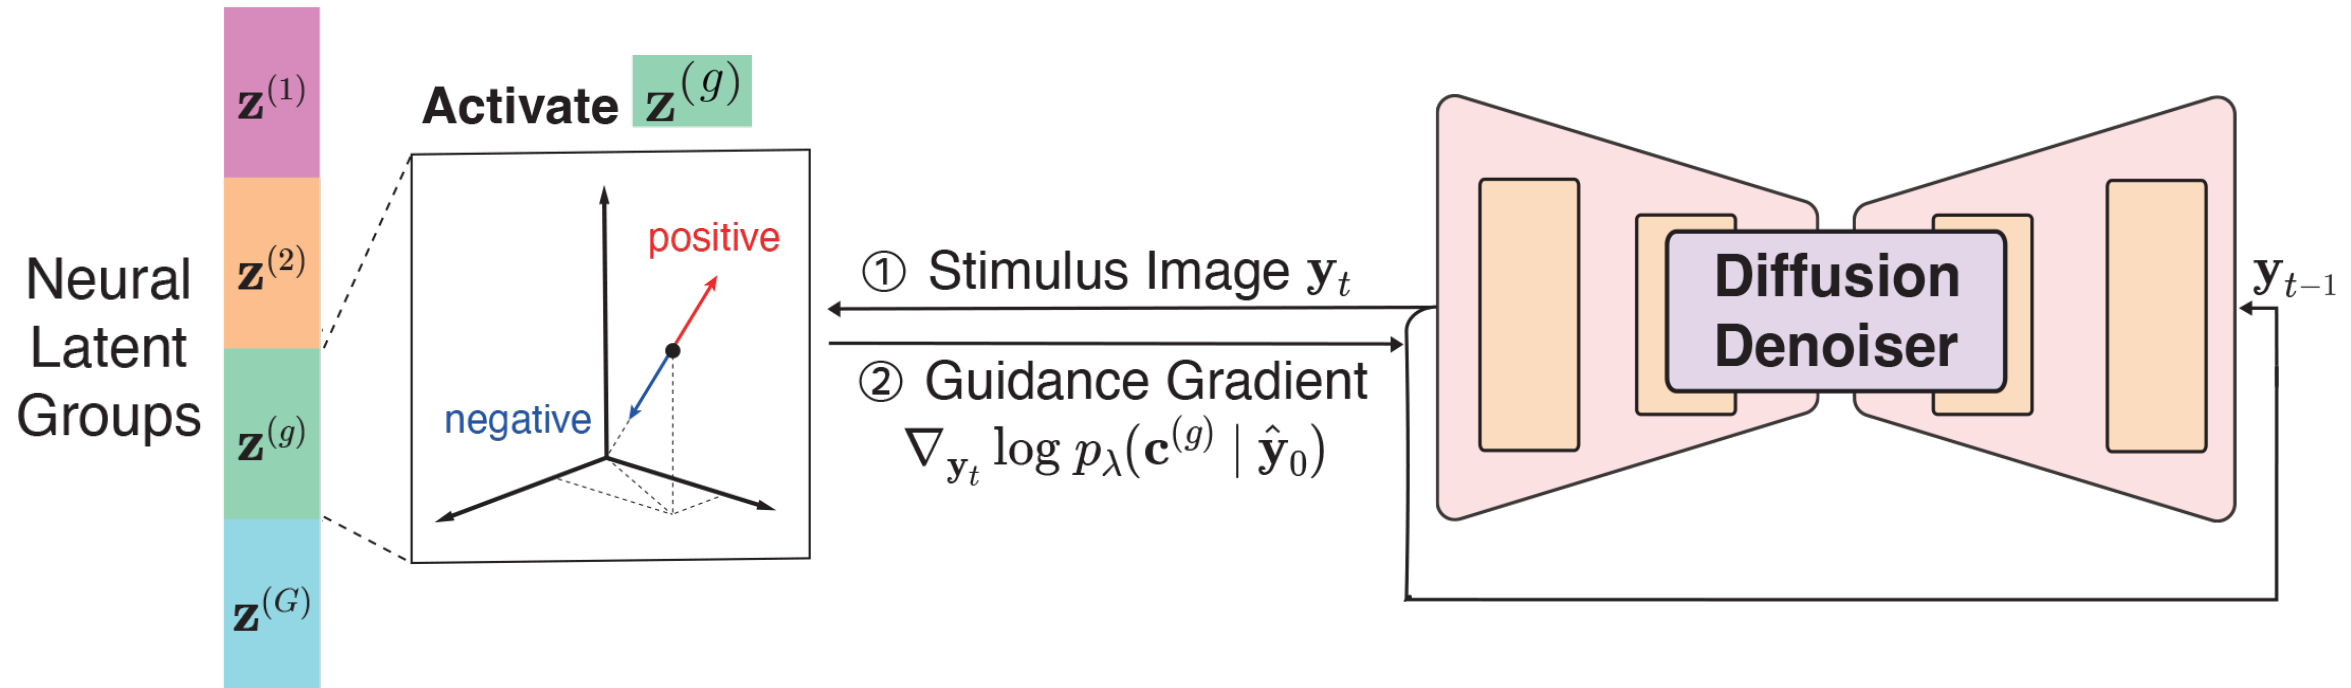 Neural
Latent
Groups
z^(1)
z^(2)
z^(g)
z^(G)
Activate z^(g)
positive
negative
① Stimulus Image y_t
② Guidance Gradient
∇_{y_t} log p_λ(c^(g) | ŷ_0)
Diffusion
Denoiser
y_{t−1}